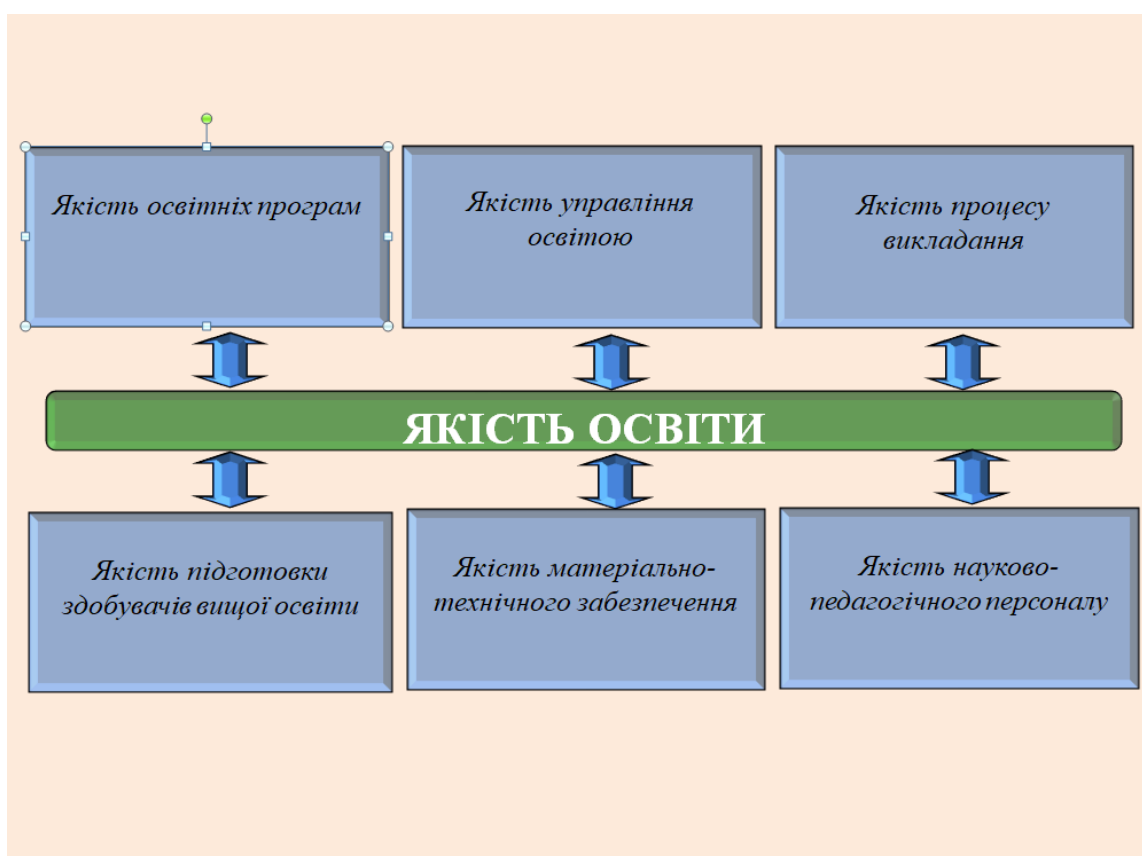 Якість освітніх програм
Якість управління
освітою
Якість процесу
викладання
ЯКІСТЬ ОСВІТИ
Якість підготовки
здобувачів вищої освіти
Якість матеріально-
технічного забезпечення
Якість науково-
педагогічного персоналу